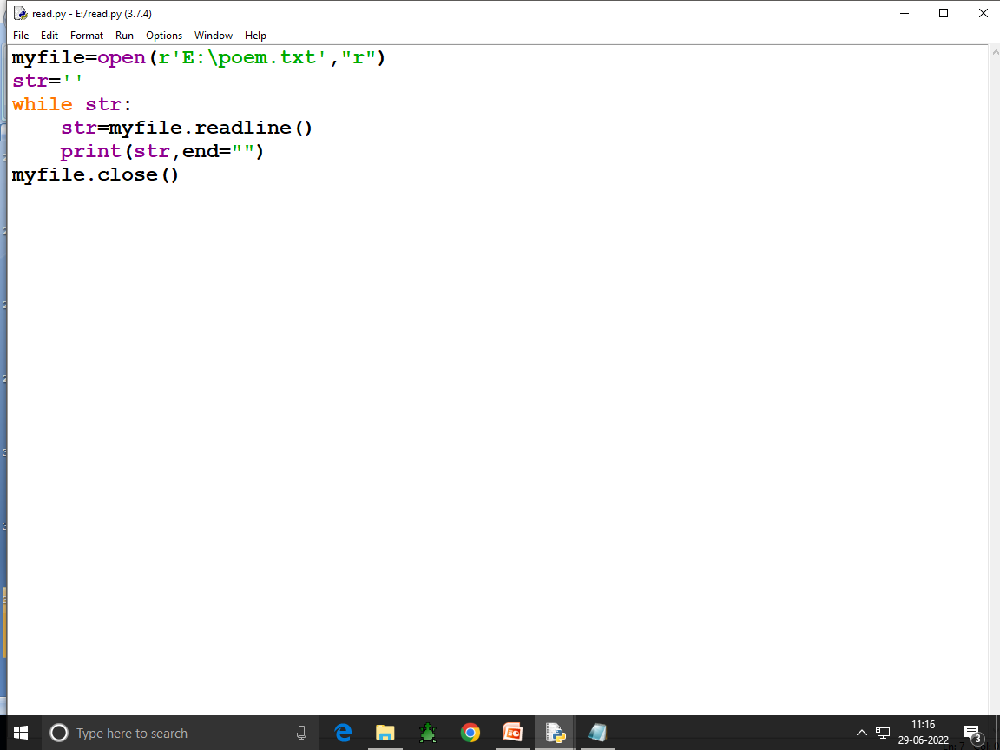 read.py - E:/read.py (3.7.4)
File Edit Format Run Options Window Help
myfile=open(r'E:\poem.txt',"r")
str=''
while str:
    str=myfile.readline()
    print(str,end="")
myfile.close()
Type here to search
11:16
29-06-2022
3